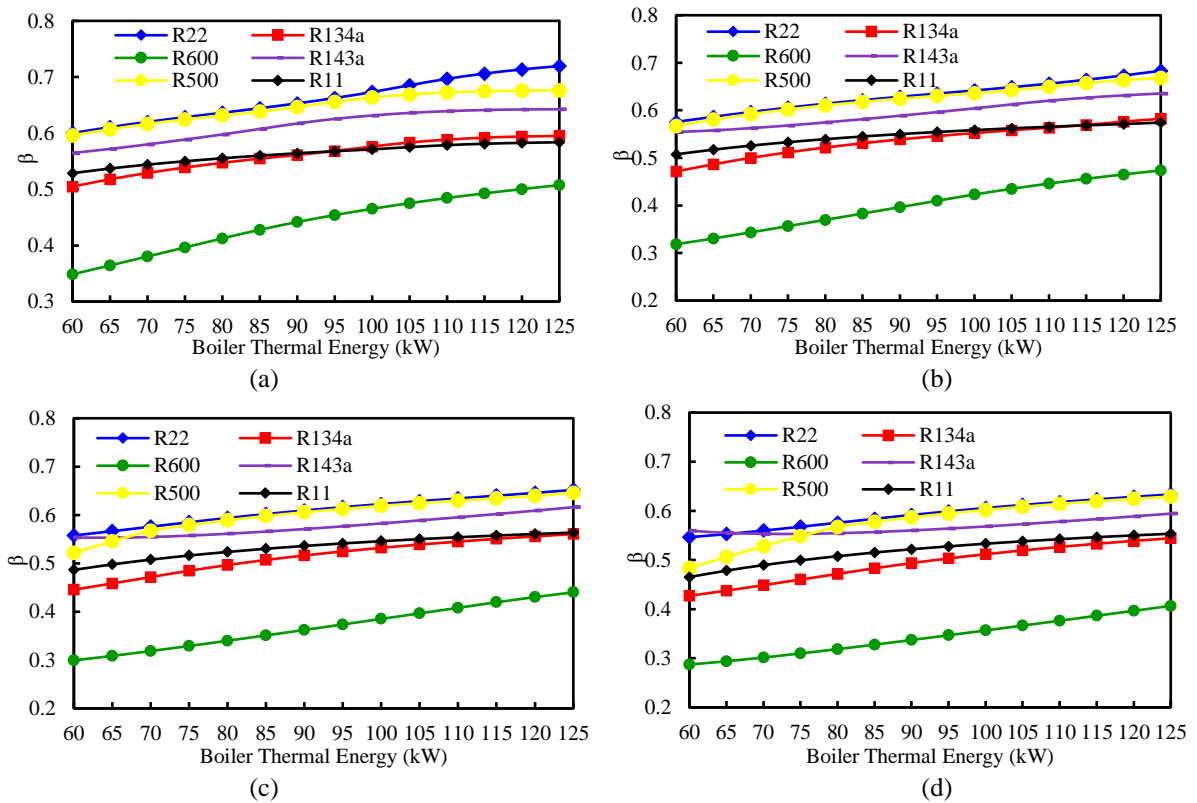 0.8
0.7
0.6
0.5
0.4
0.3
β
R22 R134a
R600 R143a
R500 R11
60 65 70 75 80 85 90 95 100 105 110 115 120 125
Boiler Thermal Energy (kW)
(a)
0.8
0.7
0.6
0.5
0.4
0.3
0.2
β
R22 R134a
R600 R143a
R500 R11
60 65 70 75 80 85 90 95 100 105 110 115 120 125
Boiler Thermal Energy (kW)
(b)
0.8
0.7
0.6
0.5
0.4
0.3
0.2
β
R22 R134a
R600 R143a
R500 R11
60 65 70 75 80 85 90 95 100 105 110 115 120 125
Boiler Thermal Energy (kW)
(c)
0.8
0.7
0.6
0.5
0.4
0.3
0.2
β
R22 R134a
R600 R143a
R500 R11
60 65 70 75 80 85 90 95 100 105 110 115 120 125
Boiler Thermal Energy (kW)
(d)